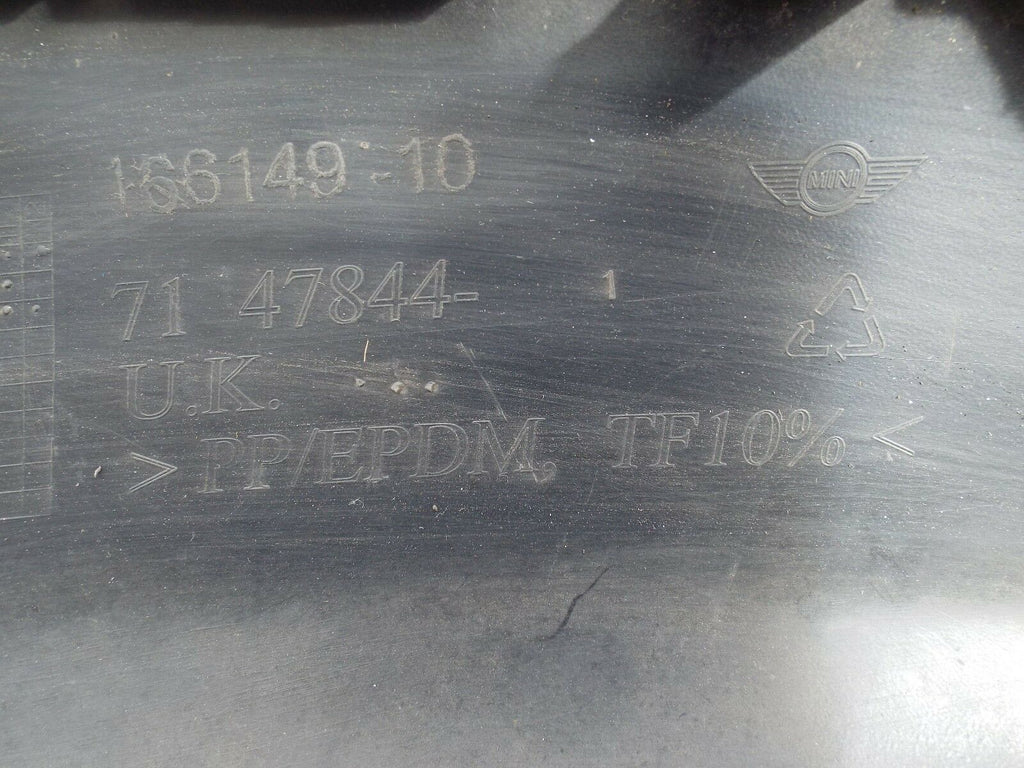 166149-10
MINI
71 47844- 1
U.K.
>PP/EPDM, TF10%<